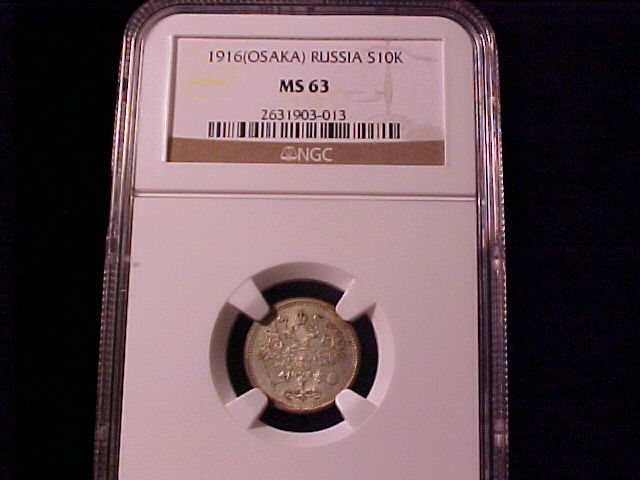 1916(OSAKA) RUSSIA S10K
MS 63
2631903-013
NGC